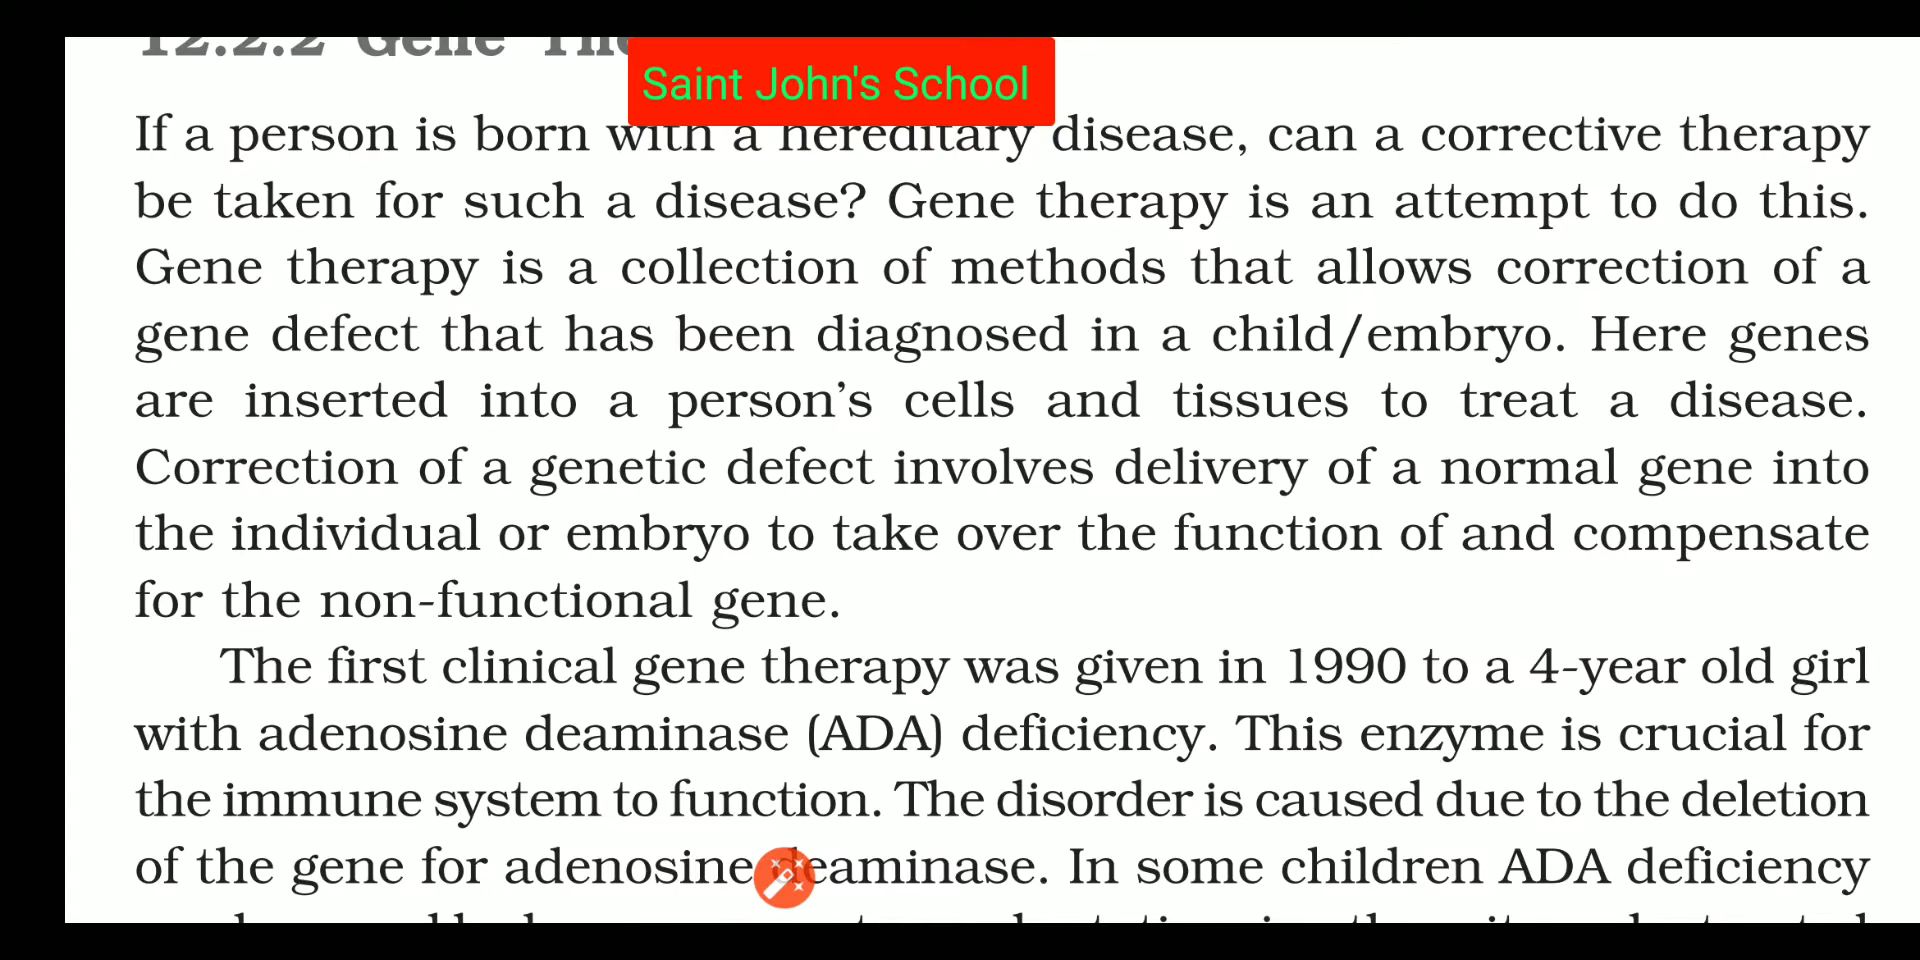 12.2.2 Gene The
Saint John's School
If a person is born with a hereditary disease, can a corrective therapy
be taken for such a disease? Gene therapy is an attempt to do this.
Gene therapy is a collection of methods that allows correction of a
gene defect that has been diagnosed in a child/embryo. Here genes
are inserted into a person’s cells and tissues to treat a disease.
Correction of a genetic defect involves delivery of a normal gene into
the individual or embryo to take over the function of and compensate
for the non-functional gene.
The first clinical gene therapy was given in 1990 to a 4-year old girl
with adenosine deaminase (ADA) deficiency. This enzyme is crucial for
the immune system to function. The disorder is caused due to the deletion
of the gene for adenosine deaminase. In some children ADA deficiency